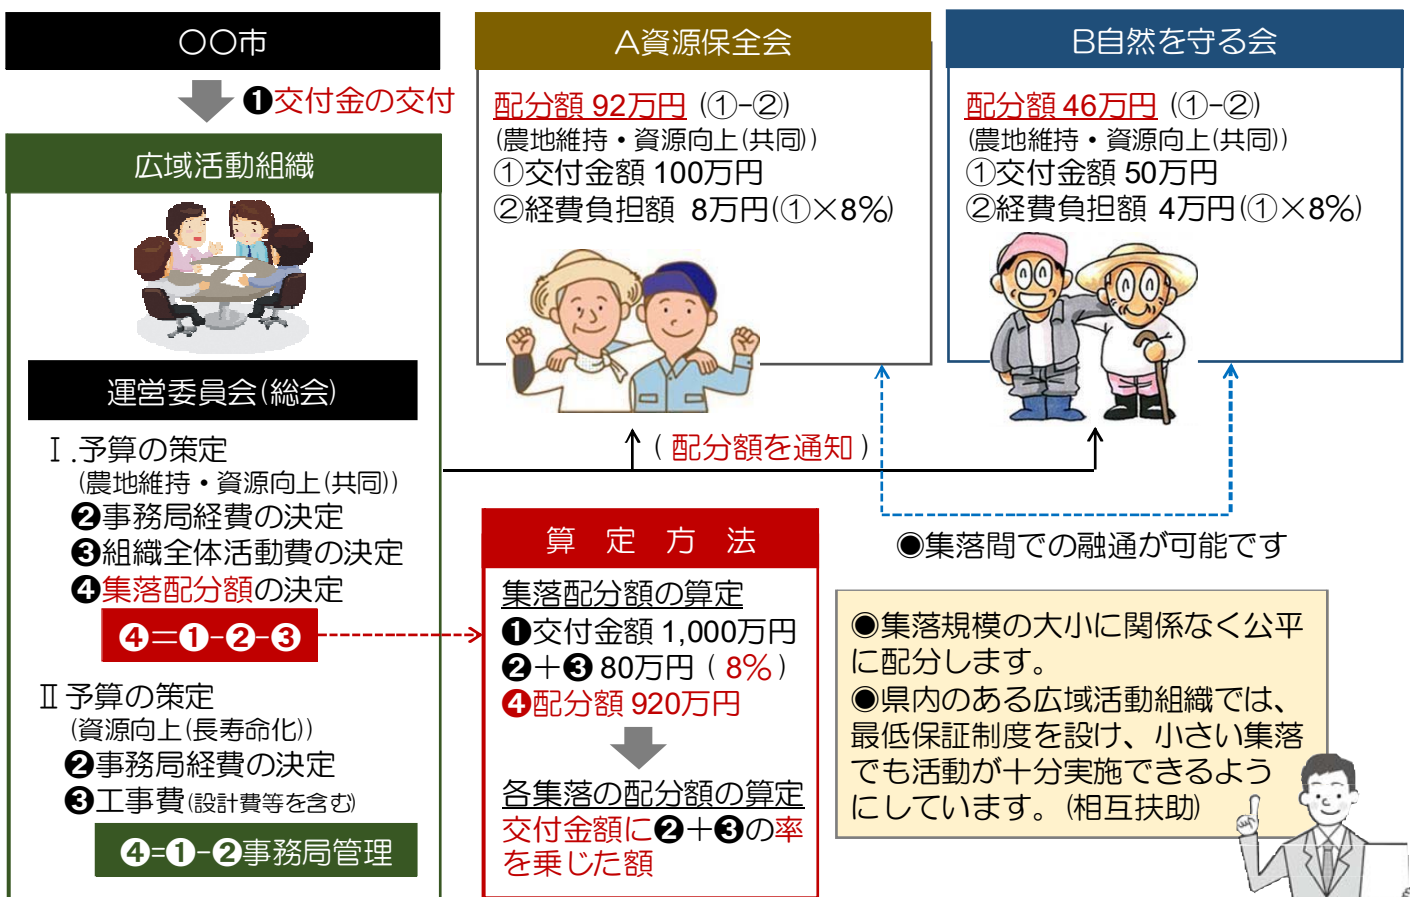 〇〇市
❶交付金の交付
広域活動組織
運営委員会(総会)
Ⅰ.予算の策定
(農地維持・資源向上(共同))
❷事務局経費の決定
❸組織全体活動費の決定
❹集落配分額の決定
❹=❶-❷-❸
Ⅱ予算の策定
(資源向上(長寿命化))
❷事務局経費の決定
❸工事費(設計費等を含む)
❹=❶-❷事務局管理
A資源保全会
配分額 92万円 (①-②)
(農地維持・資源向上(共同))
①交付金額 100万円
②経費負担額 8万円(①×8%)
B自然を守る会
配分額 46万円 (①-②)
(農地維持・資源向上(共同))
①交付金額 50万円
②経費負担額 4万円(①×8%)
(配分額を通知)
算定方法
集落配分額の算定
❶交付金額 1,000万円
❷+❸ 80万円(8%)
❹配分額 920万円
各集落の配分額の算定
交付金額に❷+❸の率
を乗じた額
◉集落間での融通が可能です
◉集落規模の大小に関係なく公平
に配分します。
◉県内のある広域活動組織では、
最低保証制度を設け、小さい集落
でも活動が十分実施できるよう
にしています。(相互扶助)